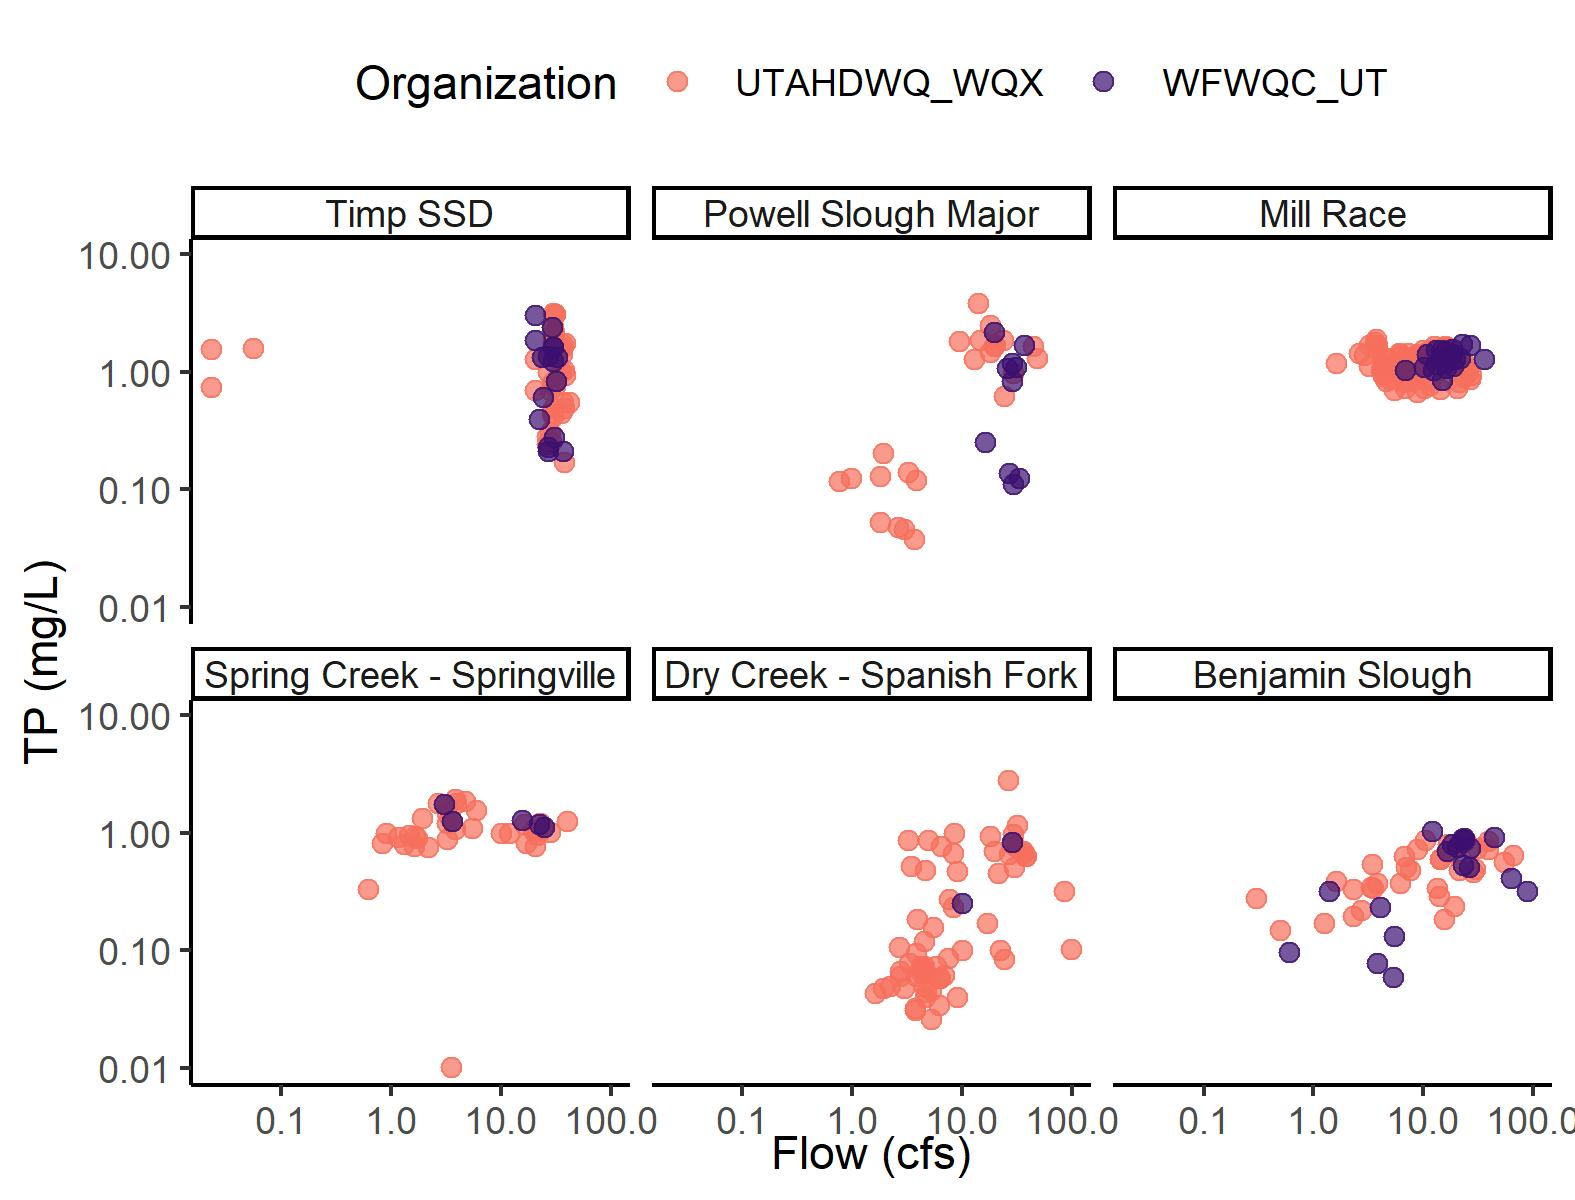 Organization UTAHDWQ_WQX WFWQC_UT
Timp SSD Powell Slough Major Mill Race
10.00
1.00
0.10
0.01
TP (mg/L)
Spring Creek - Springville Dry Creek - Spanish Fork Benjamin Slough
10.00
1.00
0.10
0.01
0.1 1.0 10.0 100.0 0.1 1.0 10.0 100.0 0.1 1.0 10.0 100.0
Flow (cfs)